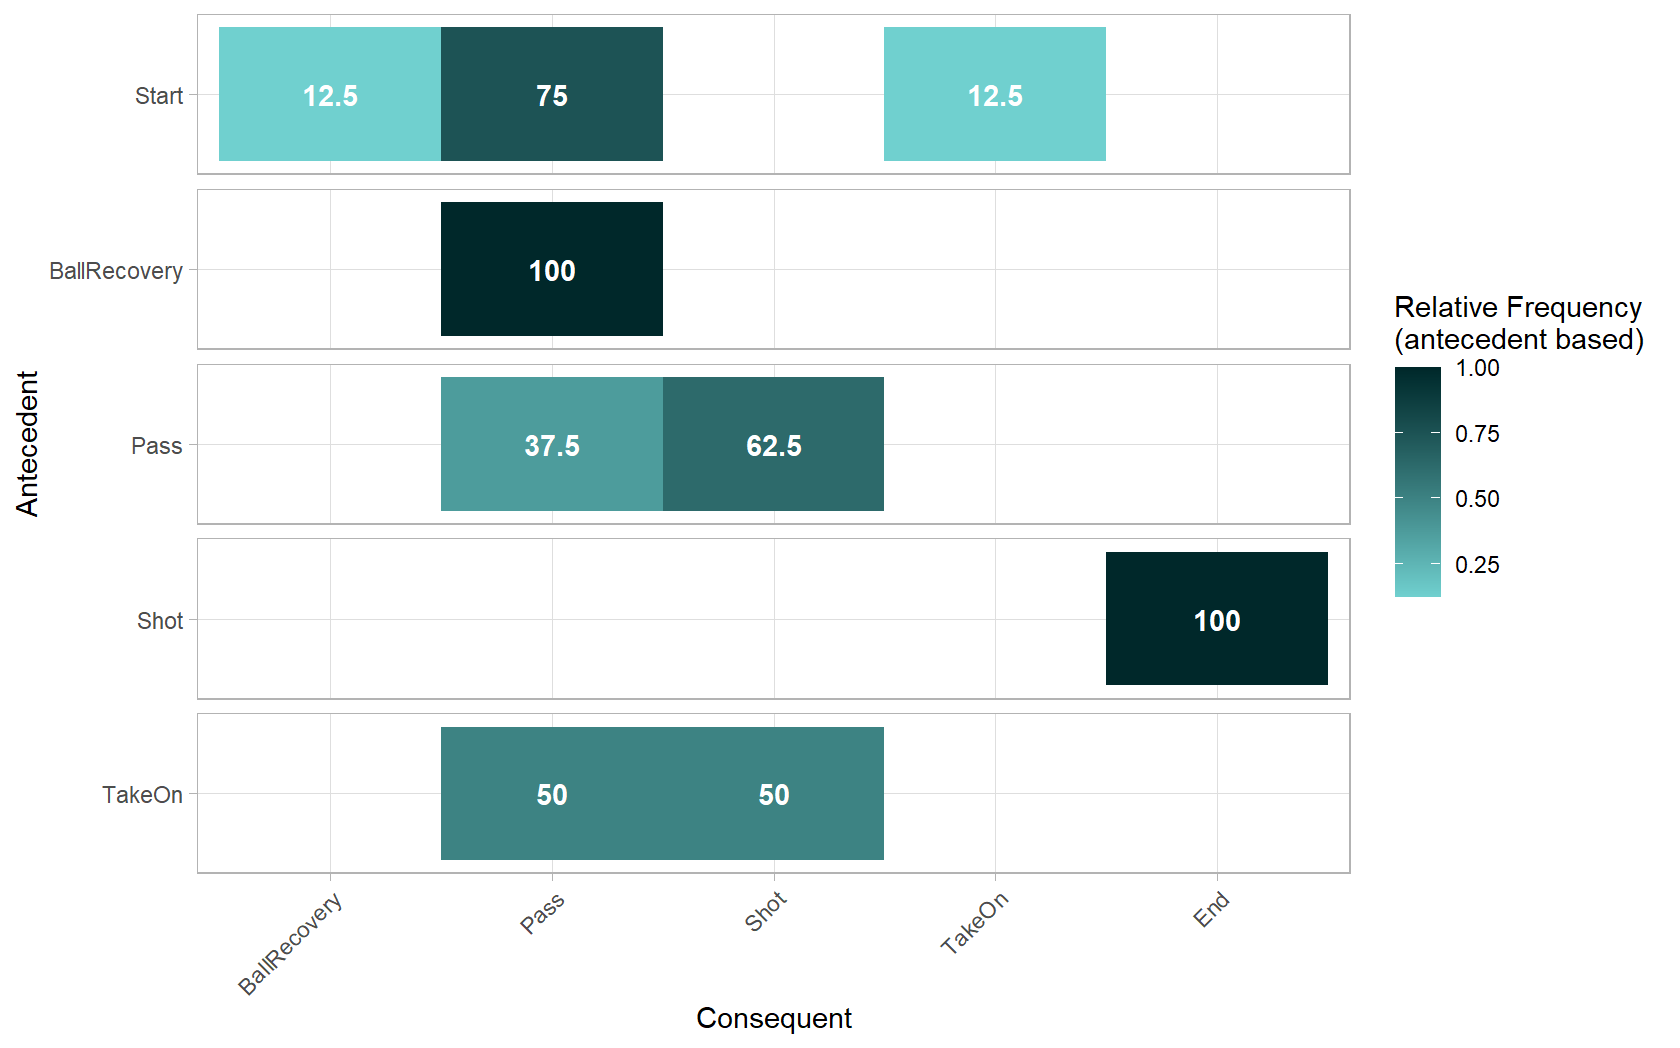 Start
12.5
75
12.5
BallRecovery
100
Pass
37.5
62.5
Shot
100
TakeOn
50
50
Antecedent
BallRecovery
Pass
Shot
TakeOn
End
Consequent
Relative Frequency
(antecedent based)
1.00
0.75
0.50
0.25